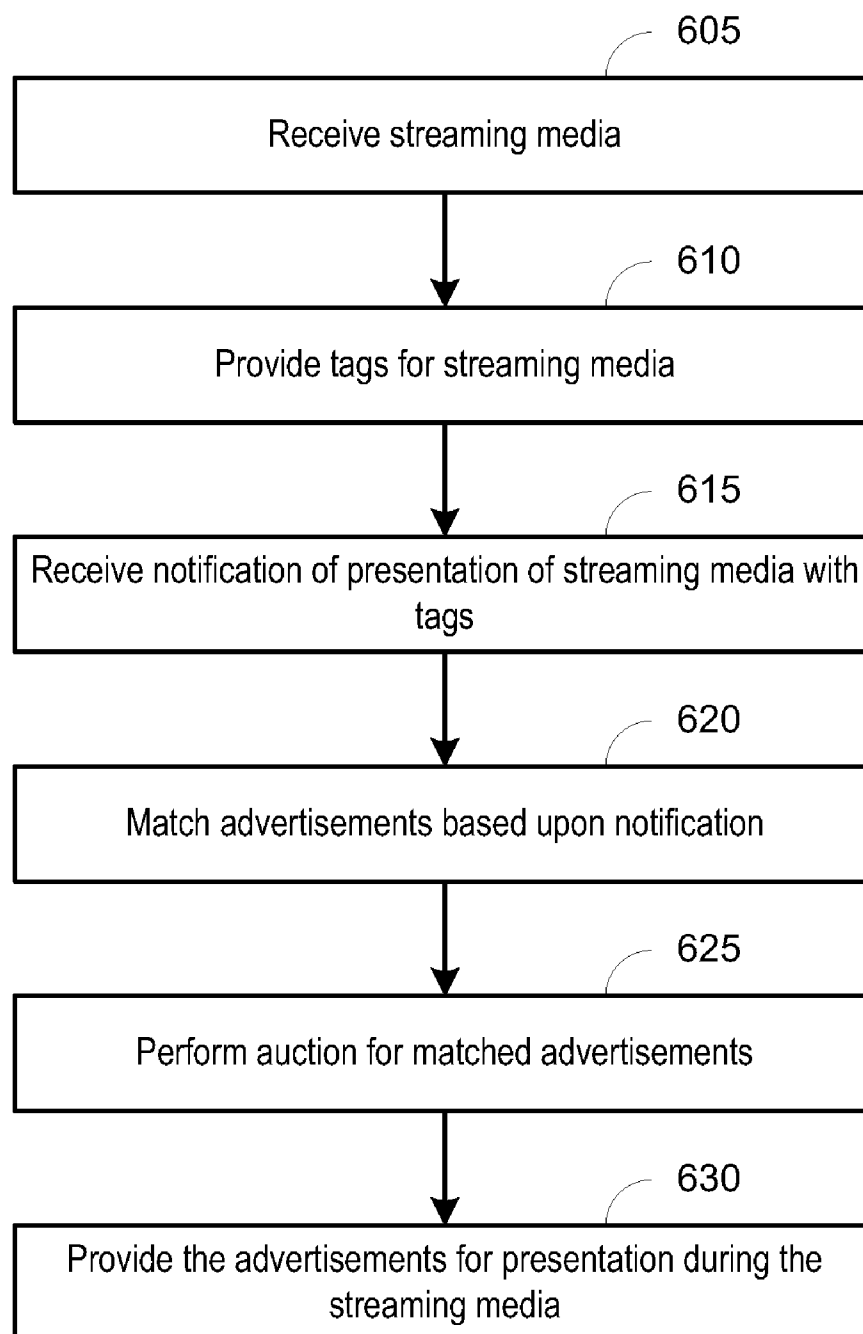 605
Receive streaming media
610
Provide tags for streaming media
615
Receive notification of presentation of streaming media with
tags
620
Match advertisements based upon notification
625
Perform auction for matched advertisements
630
Provide the advertisements for presentation during the
streaming media